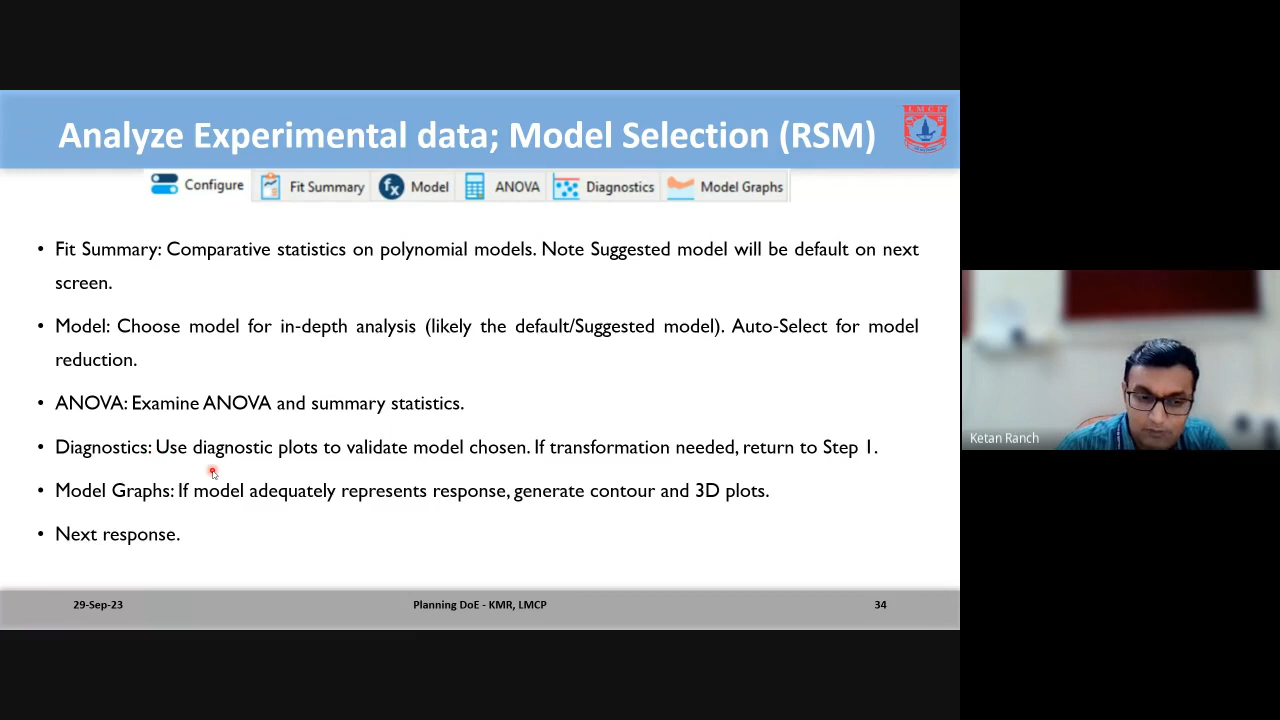 Analyze Experimental data; Model Selection (RSM)
LMCP
Configure Fit Summary fx Model ANOVA Diagnostics Model Graphs
• Fit Summary: Comparative statistics on polynomial models. Note Suggested model will be default on next
screen.
• Model: Choose model for in-depth analysis (likely the default/Suggested model). Auto-Select for model
reduction.
• ANOVA: Examine ANOVA and summary statistics.
• Diagnostics: Use diagnostic plots to validate model chosen. If transformation needed, return to Step 1.
• Model Graphs: If model adequately represents response, generate contour and 3D plots.
• Next response.
29-Sep-23 Planning DoE - KMR, LMCP 34
Ketan Ranch